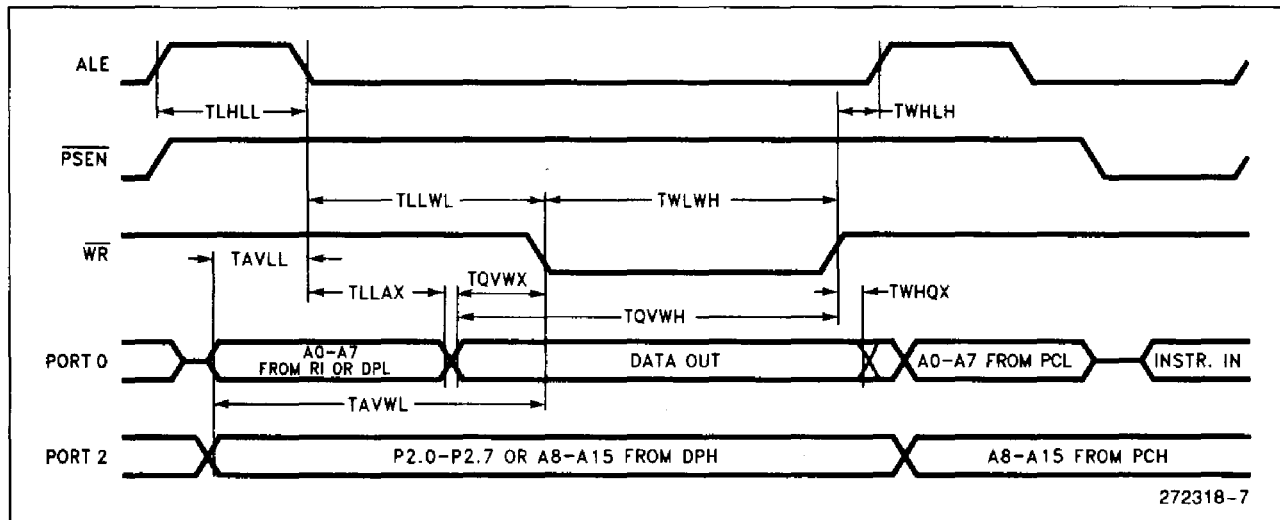 ALE
TLHLL
TWHLH
PSEN
TLLWL
TWLWH
WR
TAVLL
TLLAX
TQVWX
TWHQX
TQVWH
PORT 0
A0-A7
FROM RI OR DPL
DATA OUT
A0-A7 FROM PCL
INSTR. IN
TAVWL
PORT 2
P2.0-P2.7 OR A8-A15 FROM DPH
A8-A15 FROM PCH
272318-7